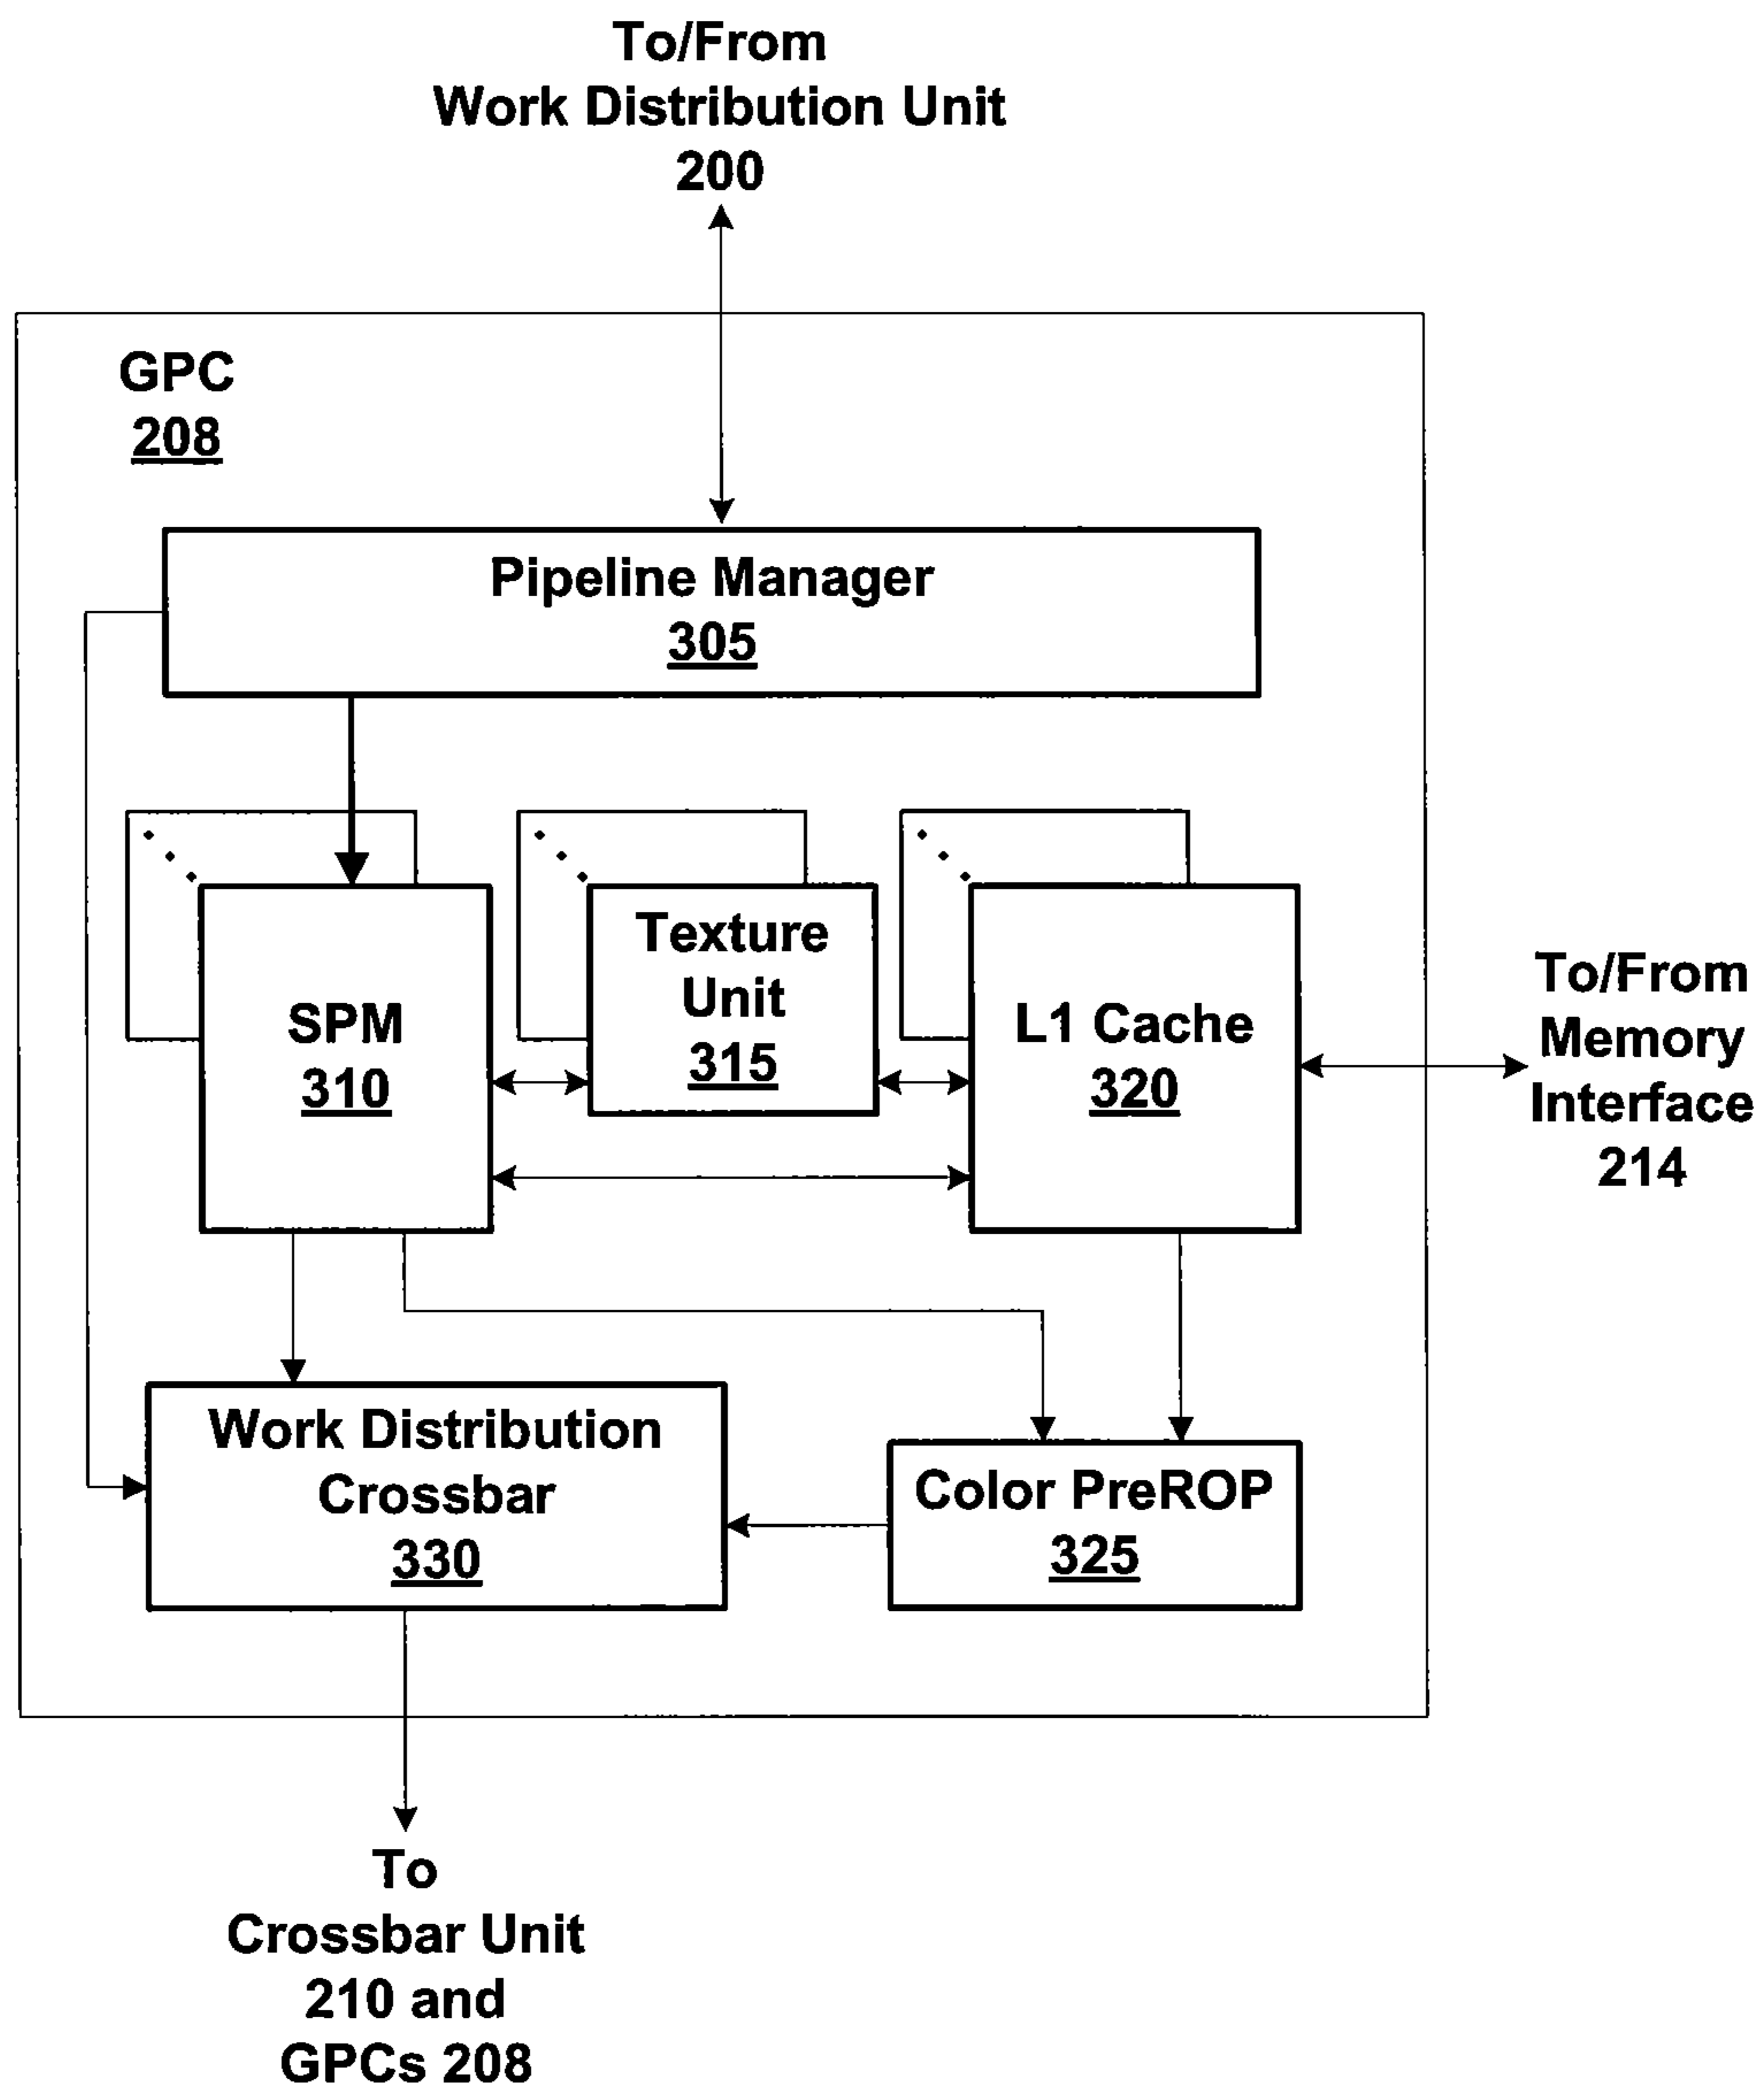 To/From
Work Distribution Unit
200
GPC
208
Pipeline Manager
305
SPM
310
Texture
Unit
315
L1 Cache
320
To/From
Memory
Interface
214
Work Distribution
Crossbar
330
Color PreROP
325
To
Crossbar Unit
210 and
GPCs 208